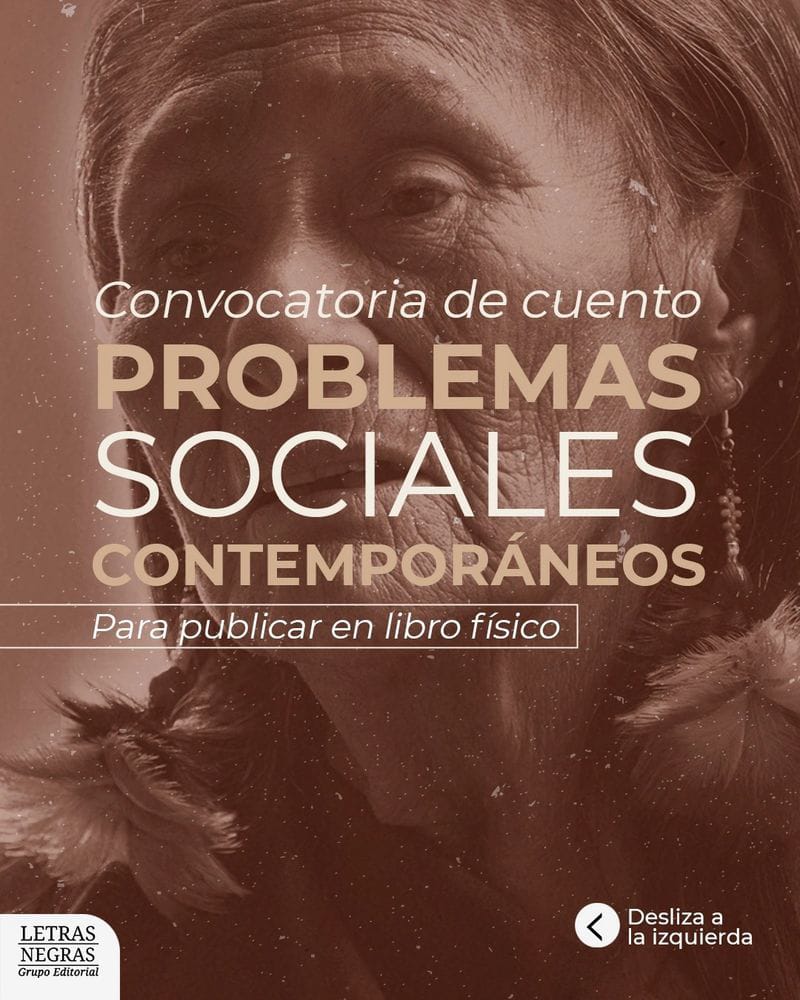 Convocatoria de cuento
PROBLEMAS
SOCIALES
CONTEMPORÁNEOS
Para publicar en libro físico
Desliza a
la izquierda
LETRAS
NEGRAS
Grupo Editorial